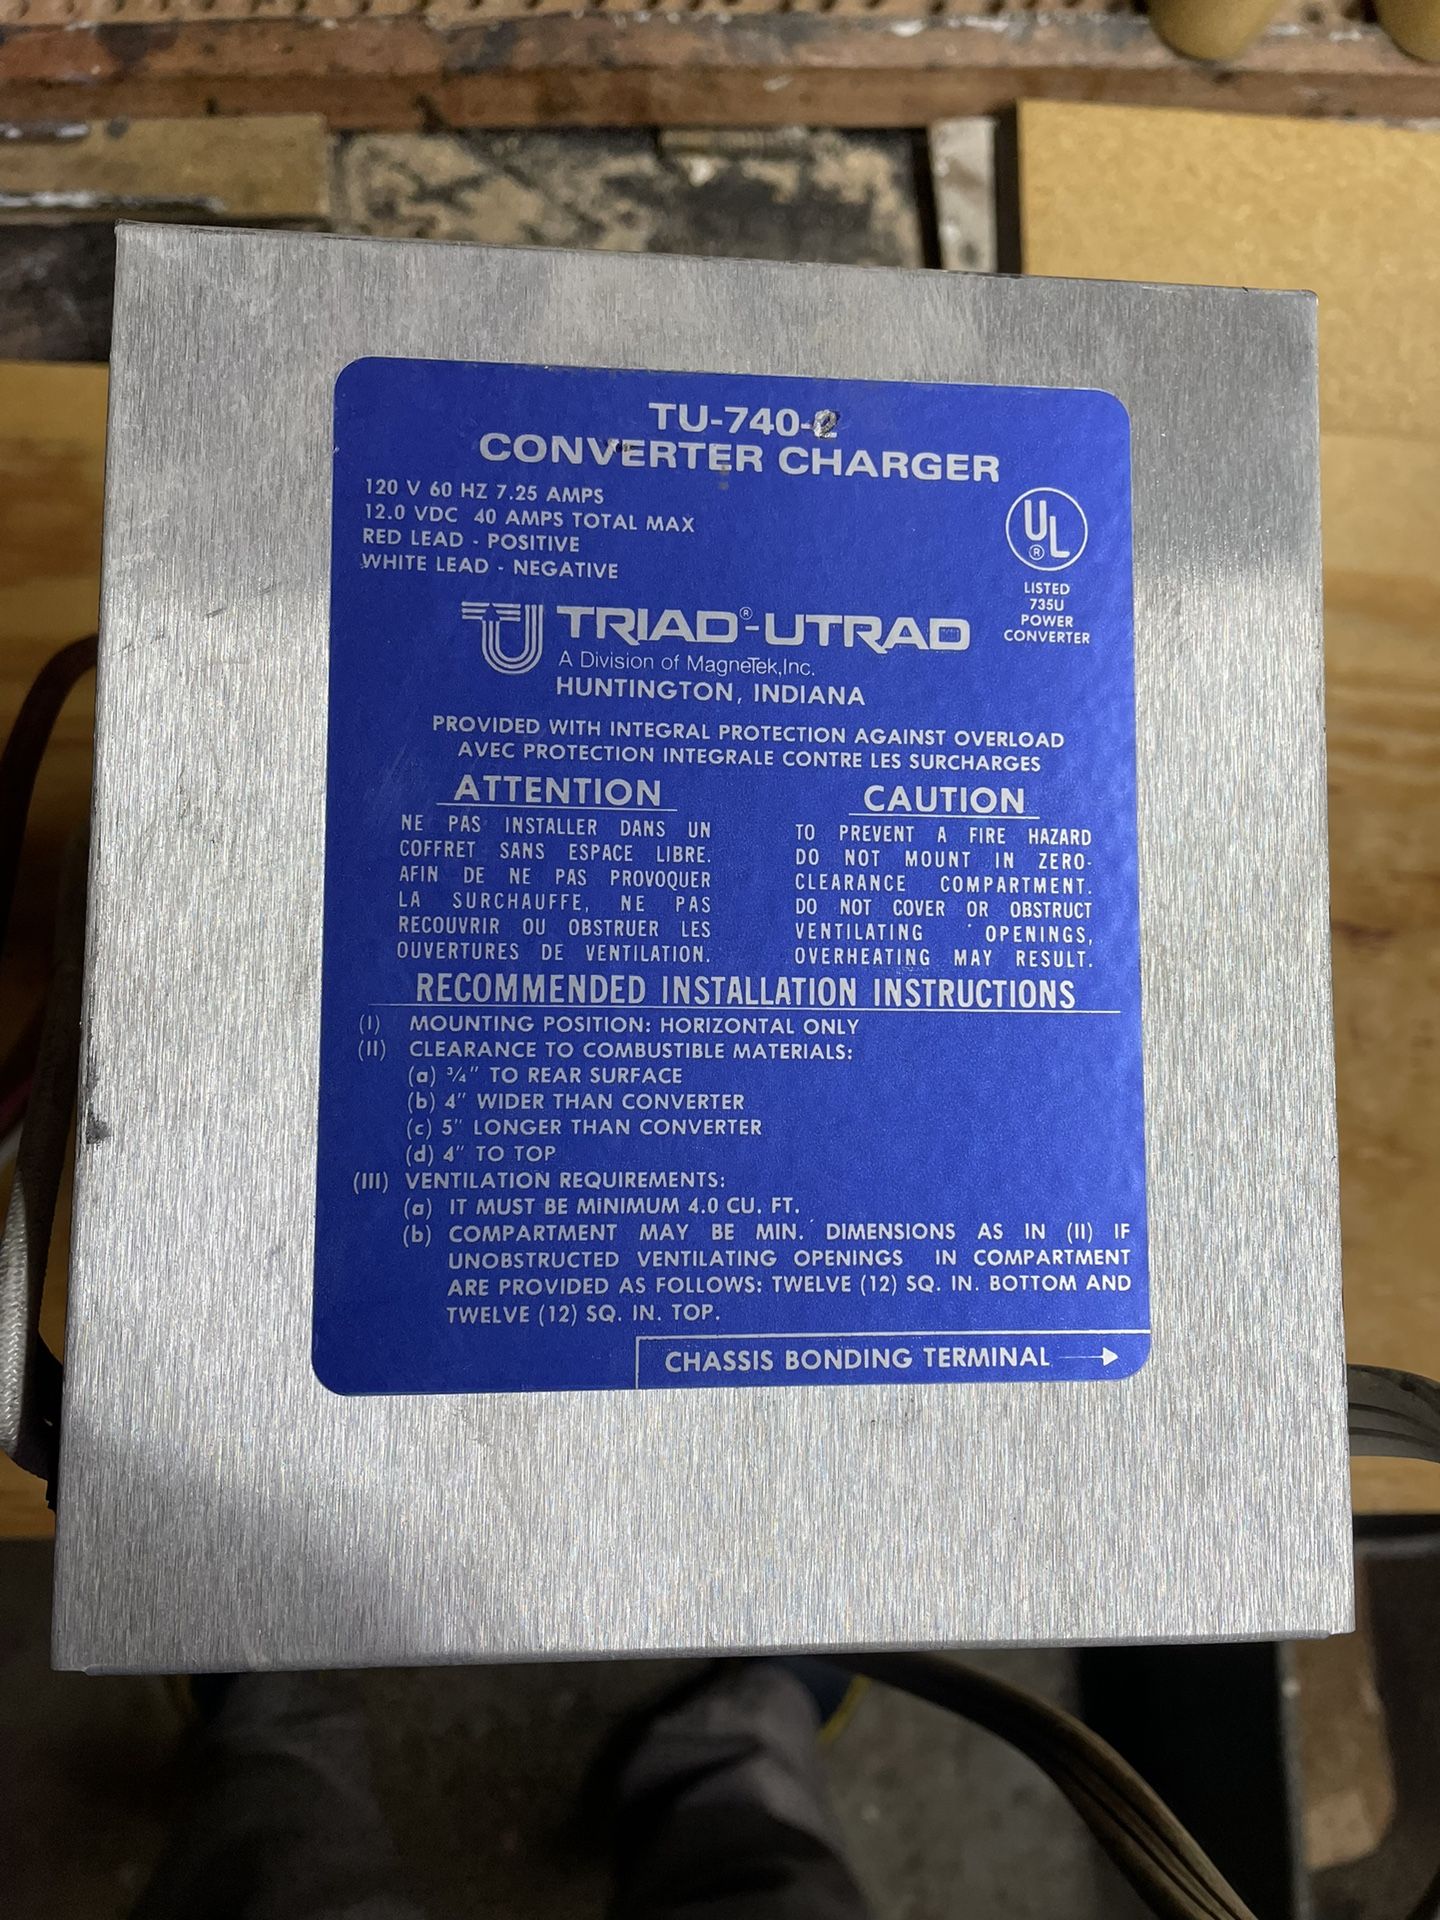 TU-740-2
CONVERTER CHARGER
120 V 60 HZ 7.25 AMPS
12.0 VDC 40 AMPS TOTAL MAX
RED LEAD - POSITIVE
WHITE LEAD - NEGATIVE
UL
®
LISTED
735U
POWER
CONVERTER
TRIAD®-UTRAD
A Division of MagneTek,Inc.
HUNTINGTON, INDIANA
PROVIDED WITH INTEGRAL PROTECTION AGAINST OVERLOAD
AVEC PROTECTION INTEGRALE CONTRE LES SURCHARGES
ATTENTION
NE PAS INSTALLER DANS UN
COFFRET SANS ESPACE LIBRE.
AFIN DE NE PAS PROVOQUER
LA SURCHAUFFE, NE PAS
RECOUVRIR OU OBSTRUER LES
OUVERTURES DE VENTILATION.
CAUTION
TO PREVENT A FIRE HAZARD
DO NOT MOUNT IN ZERO-
CLEARANCE COMPARTMENT.
DO NOT COVER OR OBSTRUCT
VENTILATING OPENINGS,
OVERHEATING MAY RESULT.
RECOMMENDED INSTALLATION INSTRUCTIONS
(I) MOUNTING POSITION: HORIZONTAL ONLY
(II) CLEARANCE TO COMBUSTIBLE MATERIALS:
(a) ¾" TO REAR SURFACE
(b) 4" WIDER THAN CONVERTER
(c) 5" LONGER THAN CONVERTER
(d) 4" TO TOP
(III) VENTILATION REQUIREMENTS:
(a) IT MUST BE MINIMUM 4.0 CU. FT.
(b) COMPARTMENT MAY BE MIN. DIMENSIONS AS IN (II) IF
UNOBSTRUCTED VENTILATING OPENINGS IN COMPARTMENT
ARE PROVIDED AS FOLLOWS: TWELVE (12) SQ. IN. BOTTOM AND
TWELVE (12) SQ. IN. TOP.
CHASSIS BONDING TERMINAL →